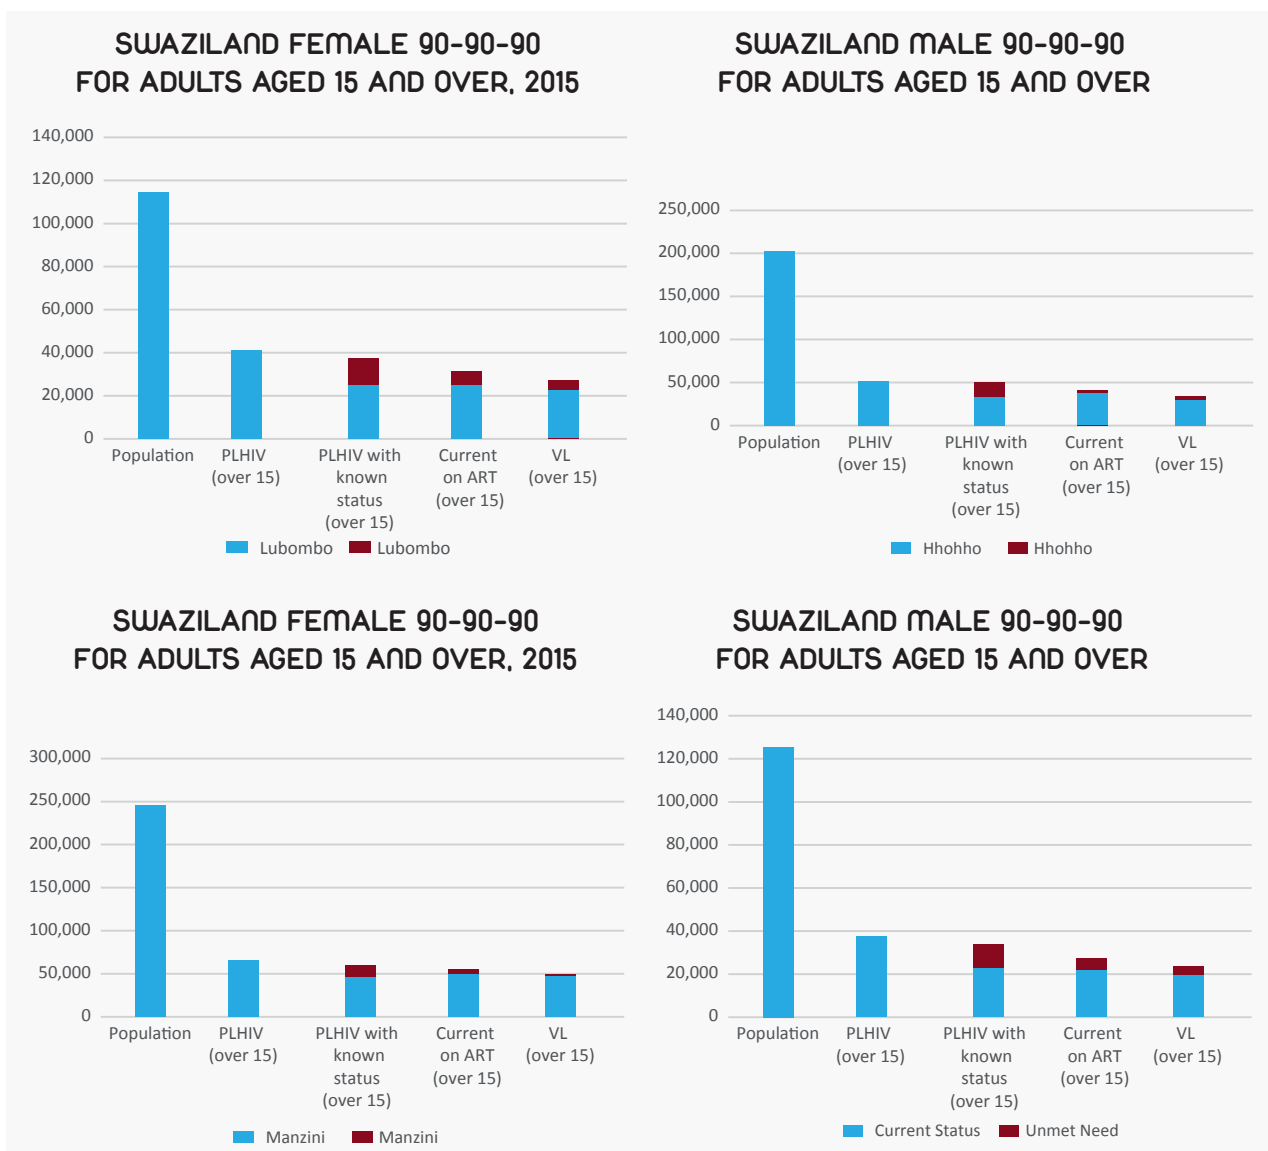 SWAZILAND FEMALE 90-90-90
FOR ADULTS AGED 15 AND OVER, 2015
140,000
120,000
100,000
80,000
60,000
40,000
20,000
0
Population
PLHIV
(over 15)
PLHIV with
known
status
(over 15)
Current
on ART
(over 15)
VL
(over 15)
Lubombo Lubombo
SWAZILAND MALE 90-90-90
FOR ADULTS AGED 15 AND OVER
250,000
200,000
150,000
100,000
50,000
0
Population
PLHIV
(over 15)
PLHIV with
known
status
(over 15)
Current
on ART
(over 15)
VL
(over 15)
Hhohho Hhohho
SWAZILAND FEMALE 90-90-90
FOR ADULTS AGED 15 AND OVER, 2015
300,000
250,000
200,000
150,000
100,000
50,000
0
Population
PLHIV
(over 15)
PLHIV with
known
status
(over 15)
Current
on ART
(over 15)
VL
(over 15)
Manzini Manzini
SWAZILAND MALE 90-90-90
FOR ADULTS AGED 15 AND OVER
140,000
120,000
100,000
80,000
60,000
40,000
20,000
0
Population
PLHIV
(over 15)
PLHIV with
known
status
(over 15)
Current
on ART
(over 15)
VL
(over 15)
Current Status Unmet Need